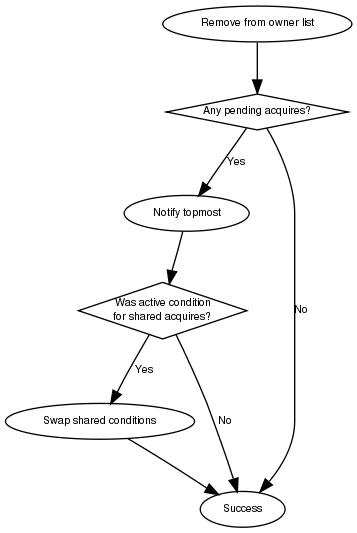 Remove from owner list
Any pending acquires?
Yes
Notify topmost
Was active condition
for shared acquires?
No
Yes
Swap shared conditions
No
Success